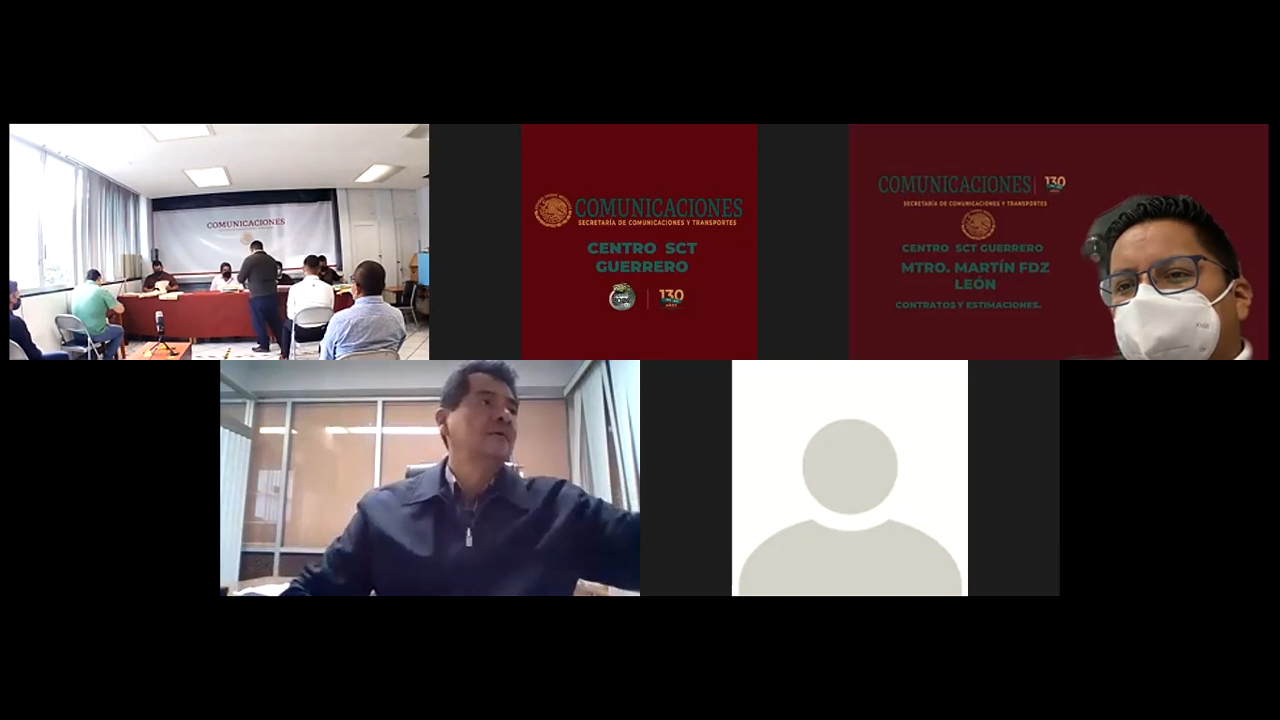 COMUNICACIONES
COMUNICACIONES
SECRETARÍA DE COMUNICACIONES Y TRANSPORTES
CENTRO SCT
GUERRERO
130
AÑOS
COMUNICACIONES
130
SECRETARÍA DE COMUNICACIONES Y TRANSPORTES
CENTRO SCT GUERRERO
MTRO. MARTÍN FDZ
LEÓN
CONTRATOS Y ESTIMACIONES.